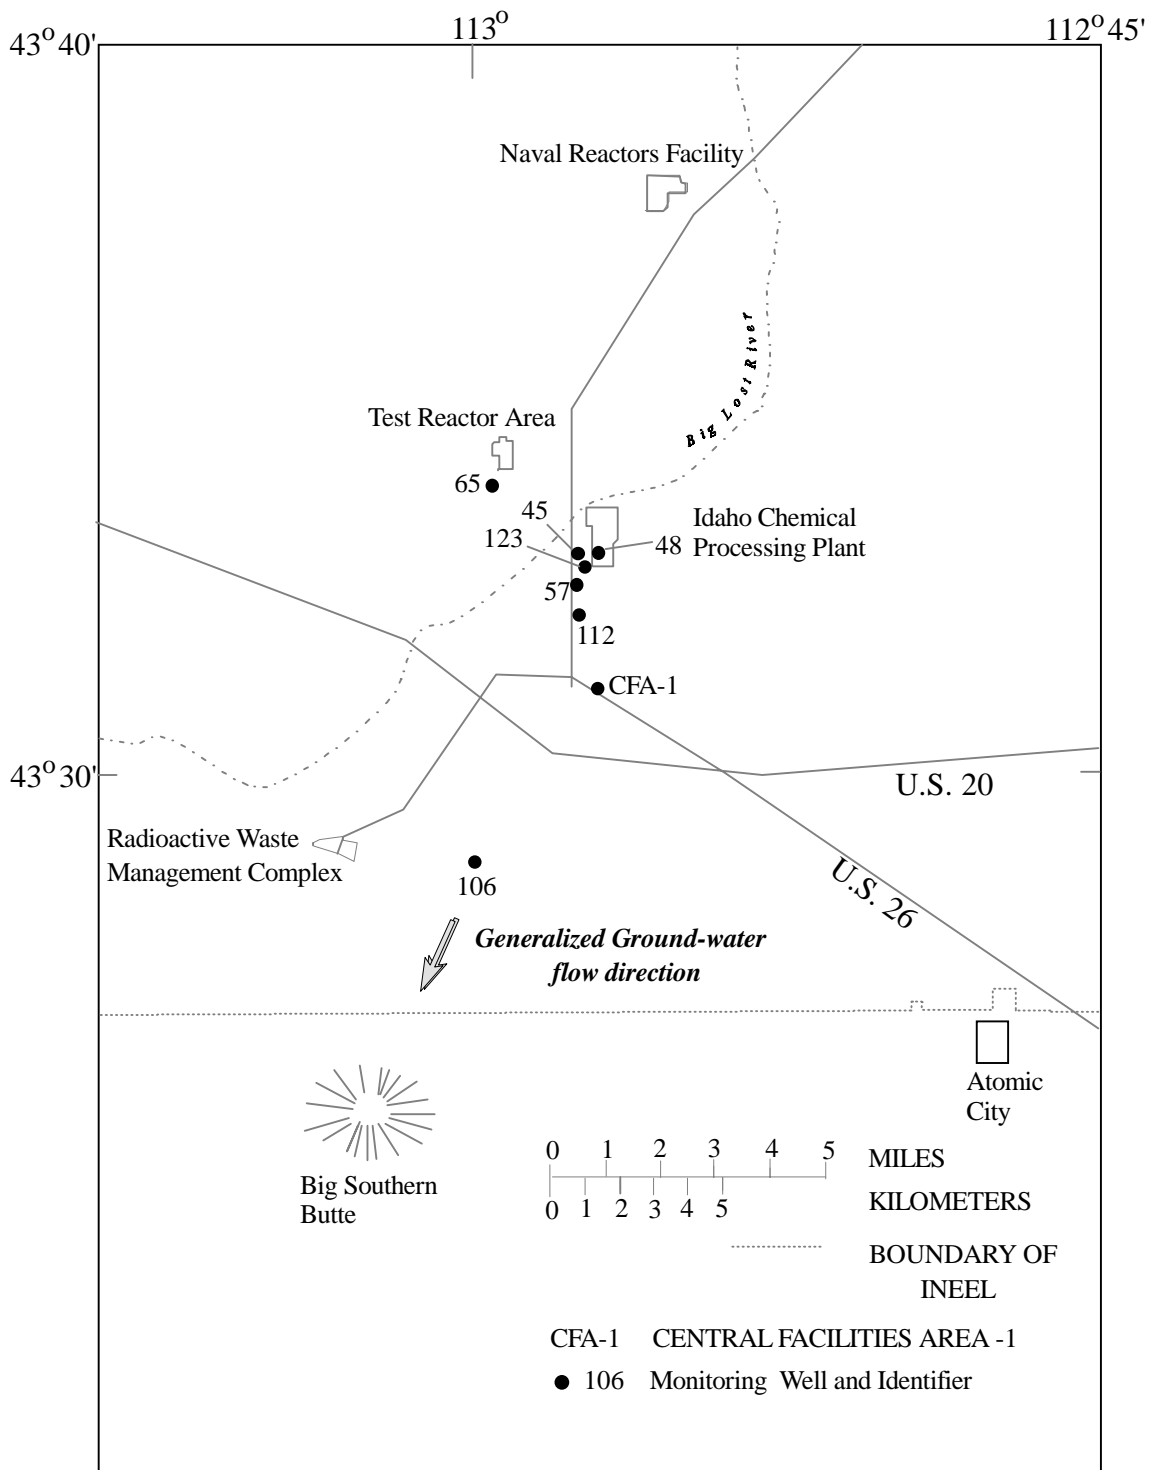 113°
43° 40'
112° 45'
Naval Reactors Facility
Big Lost River
Test Reactor Area
65
45
123
48
Idaho Chemical
Processing Plant
57
112
CFA-1
43° 30'
U.S. 20
Radioactive Waste
Management Complex
106
U.S. 26
Generalized Ground-water
flow direction
Atomic
City
Big Southern
Butte
0 1 2 3 4 5 MILES
0 1 2 3 4 5 KILOMETERS
BOUNDARY OF
INEEL
CFA-1 CENTRAL FACILITIES AREA -1
106 Monitoring Well and Identifier